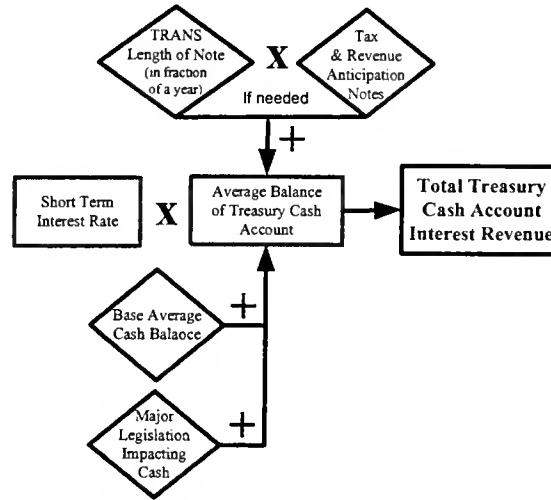 TRANS
Length of Note
(in fraction
of a year)
X
Tax
& Revenue
Anticipation
Notes
If needed
+
Short Term
Interest Rate
X
Average Balance
of Treasury Cash
Account
Total Treasury
Cash Account
Interest Revenue
+
Base Average
Cash Balaoce
+
Major
Legislation
Impacting
Cash